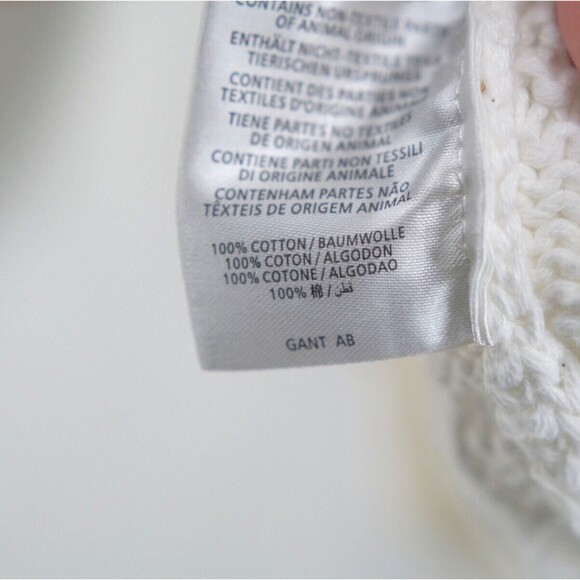 CONTAINS NON-TEXTILE PARTS
OF ANIMAL ORIGIN
ENTHÄLT NICHT-TEXTILE TEILE
TIERISCHEN URSPRUNGS
CONTIENT DES PARTIES NON
TEXTILES D'ORIGINE ANIMALE
TIENE PARTES NO TEXTILES
DE ORIGEN ANIMAL
CONTIENE PARTI NON TESSILI
DI ORIGINE ANIMALE
CONTENHAM PARTES NÃO
TÊXTEIS DE ORIGEM ANIMAL
100% COTTON / BAUMWOLLE
100% COTON / ALGODON
100% COTONE / ALGODAO
100% 棉 / قطن
GANT AB